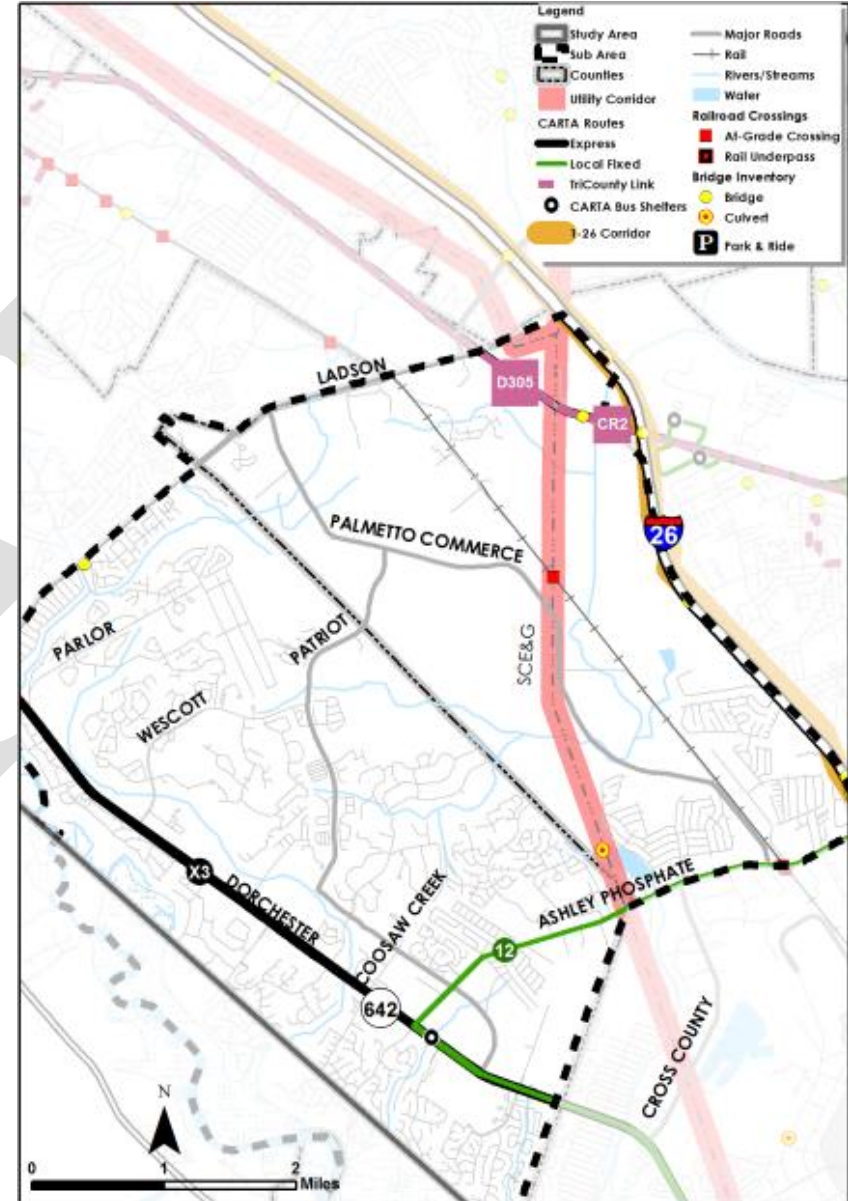 Legend
Study Area
Sub Area
Counties
Utility Corridor
CARTA Routes
Express
Local Fixed
TriCounty Link
CARTA Bus Shelters
I-26 Corridor
Major Roads
Rail
Rivers/Streams
Water
Railroad Crossings
At-Grade Crossing
Rail Underpass
Bridge Inventory
Bridge
Culvert
P Park & Ride
LADSON
D305
CR2
26
PALMETTO COMMERCE
PARLOR
PATRIOT
SCE&G
WESCOTT
X3
DORCHESTER
COOSAW CREEK
ASHLEY PHOSPHATE
12
642
CROSS COUNTY
N
0 1 2
Miles